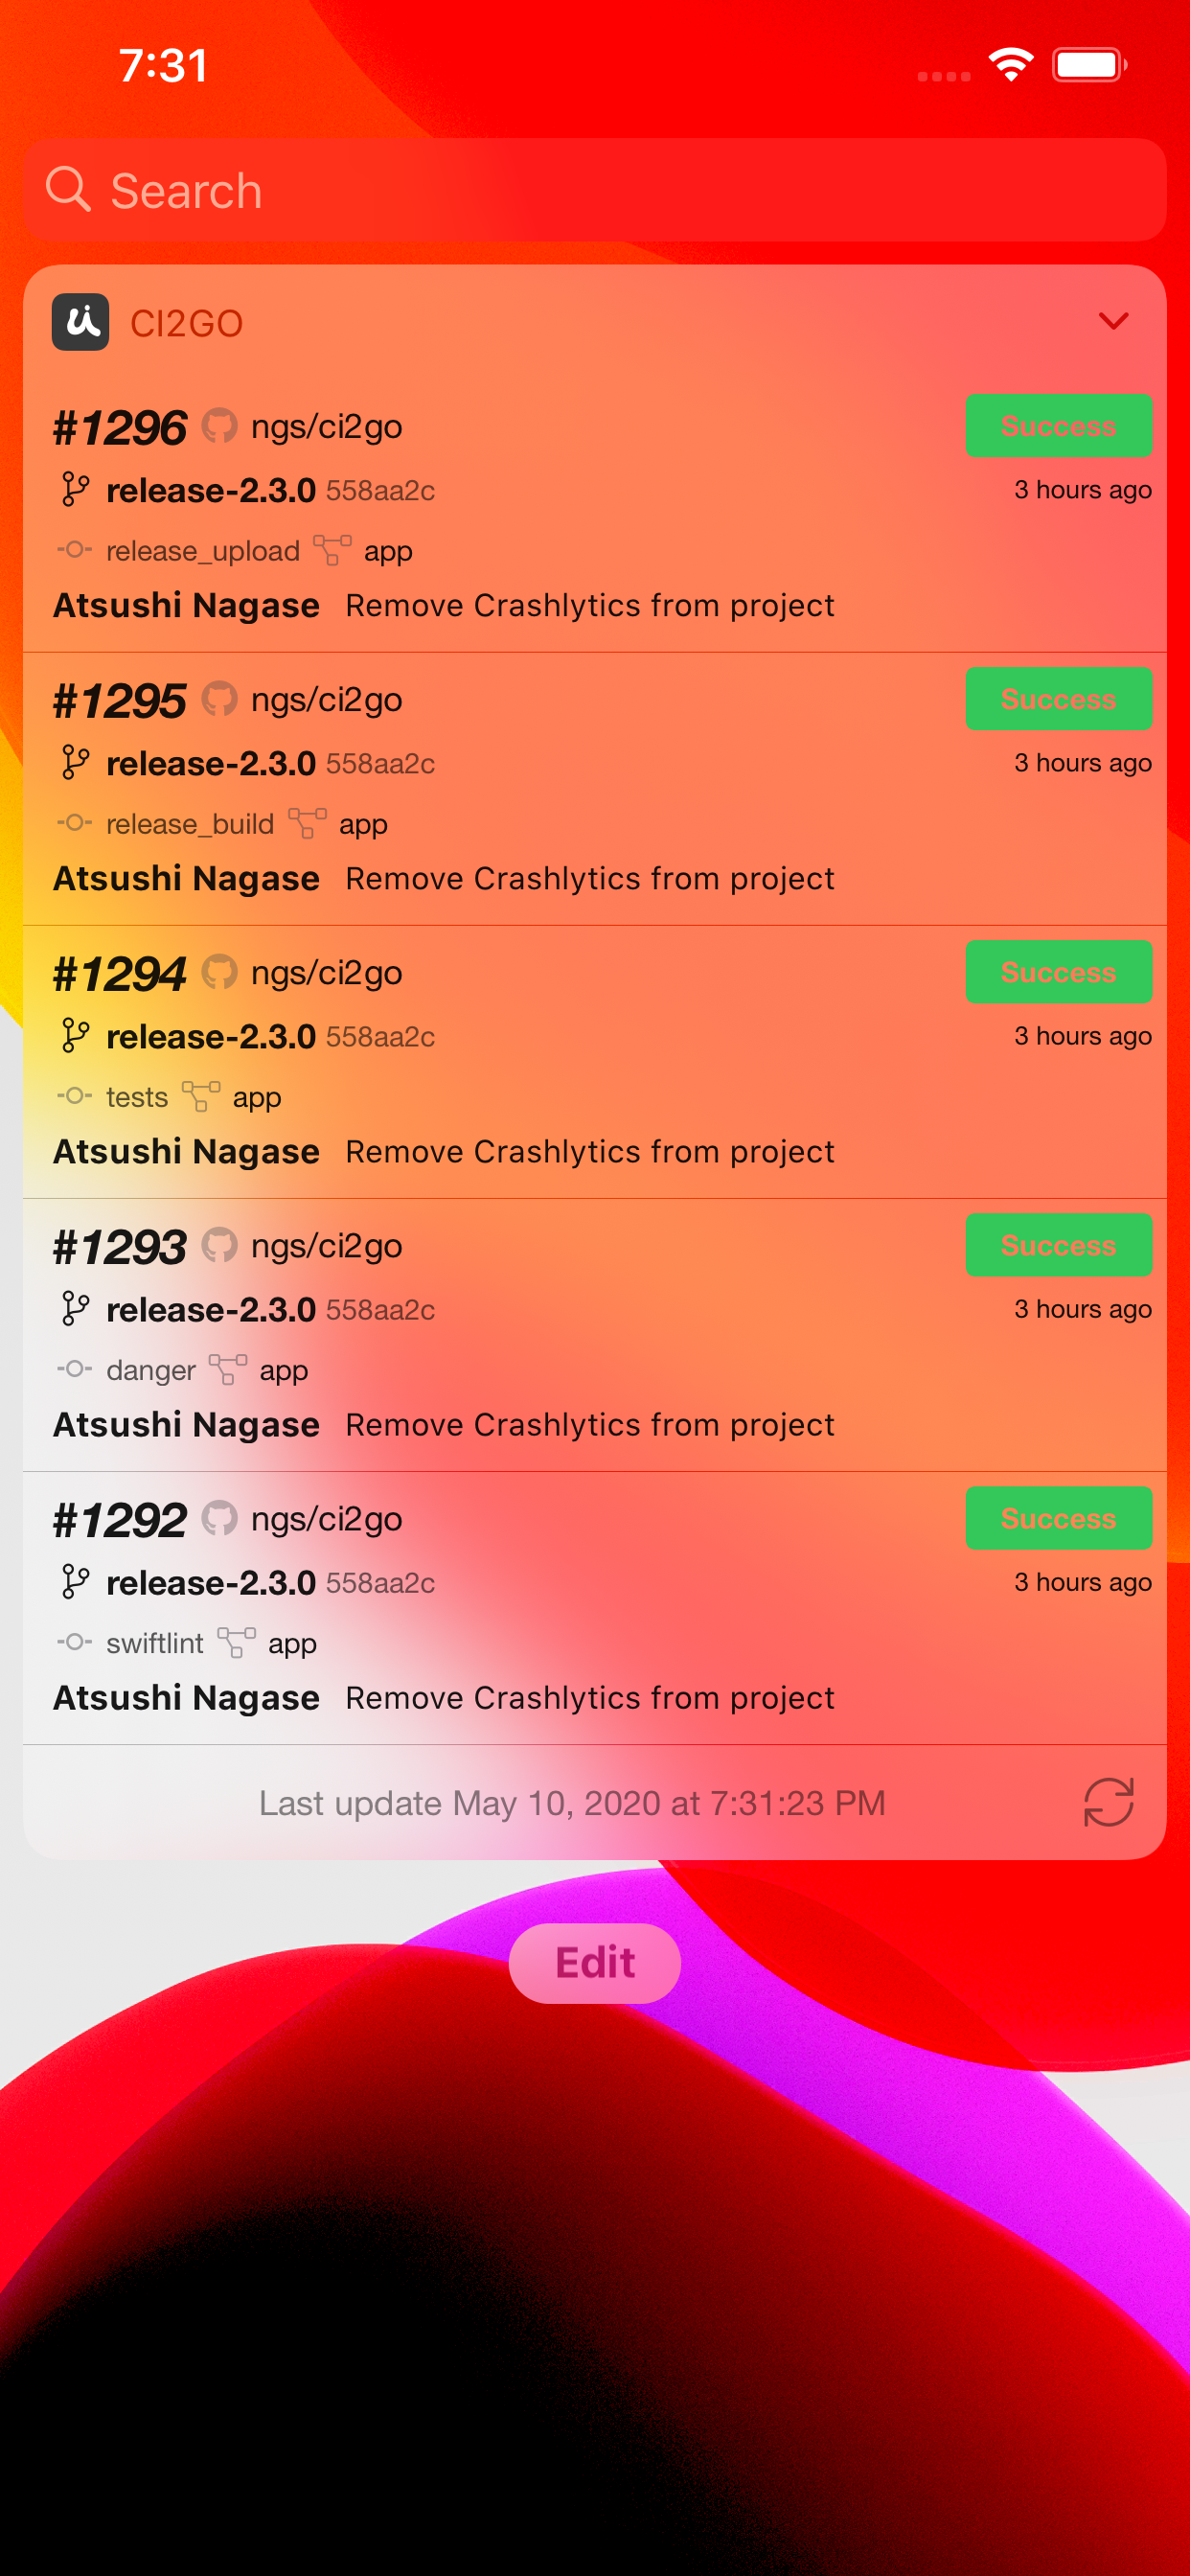 7:31
Search
CI2GO
#1296 ngs/ci2go Success
release-2.3.0 558aa2c 3 hours ago
release_upload app
Atsushi Nagase Remove Crashlytics from project
#1295 ngs/ci2go Success
release-2.3.0 558aa2c 3 hours ago
release_build app
Atsushi Nagase Remove Crashlytics from project
#1294 ngs/ci2go Success
release-2.3.0 558aa2c 3 hours ago
tests app
Atsushi Nagase Remove Crashlytics from project
#1293 ngs/ci2go Success
release-2.3.0 558aa2c 3 hours ago
danger app
Atsushi Nagase Remove Crashlytics from project
#1292 ngs/ci2go Success
release-2.3.0 558aa2c 3 hours ago
swiftlint app
Atsushi Nagase Remove Crashlytics from project
Last update May 10, 2020 at 7:31:23 PM
Edit